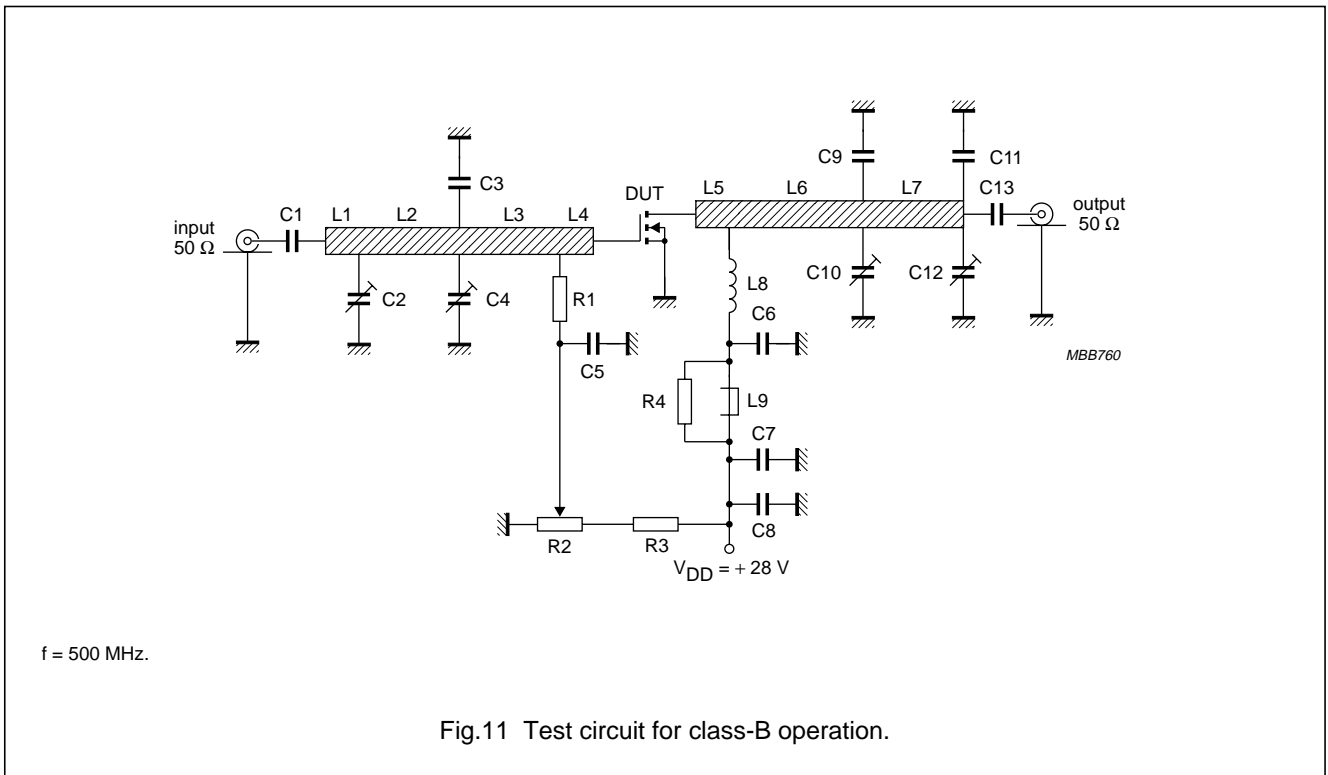 C9
C11
C3
DUT
L5
L6
L7
C13
input
50 Ω
C1
L1
L2
L3
L4
output
50 Ω
C2
C4
R1
C10
C12
L8
C5
C6
MBB760
R4
L9
C7
C8
R2
R3
VDD = + 28 V
f = 500 MHz.
Fig.11 Test circuit for class-B operation.